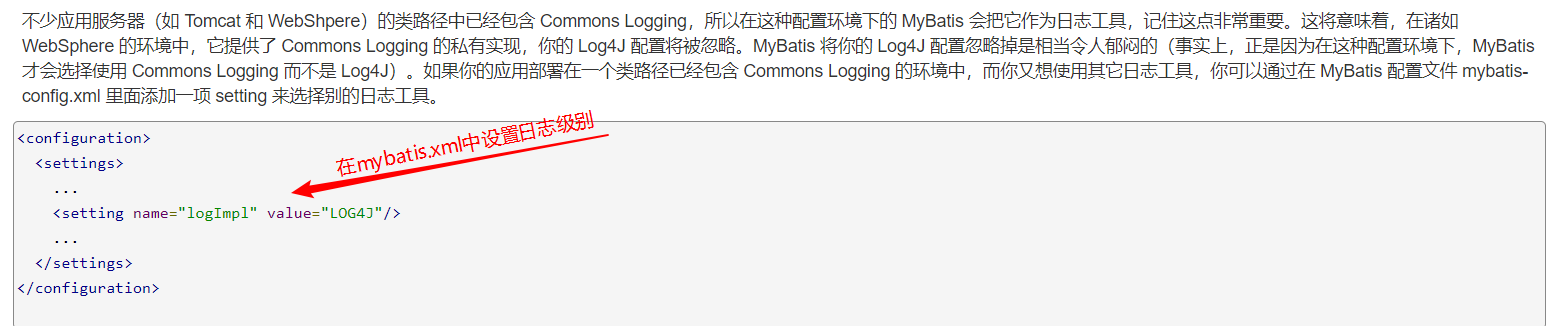 不少应用服务器（如 Tomcat 和 WebShpere）的类路径中已经包含 Commons Logging，所以在这种配置环境下的 MyBatis 会把它作为日志工具，记住这点非常重要。这将意味着，在诸如
WebSphere 的环境中，它提供了 Commons Logging 的私有实现，你的 Log4J 配置将被忽略。MyBatis 将你的 Log4J 配置忽略掉是相当令人郁闷的（事实上，正是因为在这种配置环境下，MyBatis
才会选择使用 Commons Logging 而不是 Log4J）。如果你的应用部署在一个类路径已经包含 Commons Logging 的环境中，而你又想使用其它日志工具，你可以通过在 MyBatis 配置文件 mybatis-
config.xml 里面添加一项 setting 来选择别的日志工具。
在mybatis.xml中设置日志级别
<configuration>
  <settings>
    ...
    <setting name="logImpl" value="LOG4J"/>
    ...
  </settings>
</configuration>